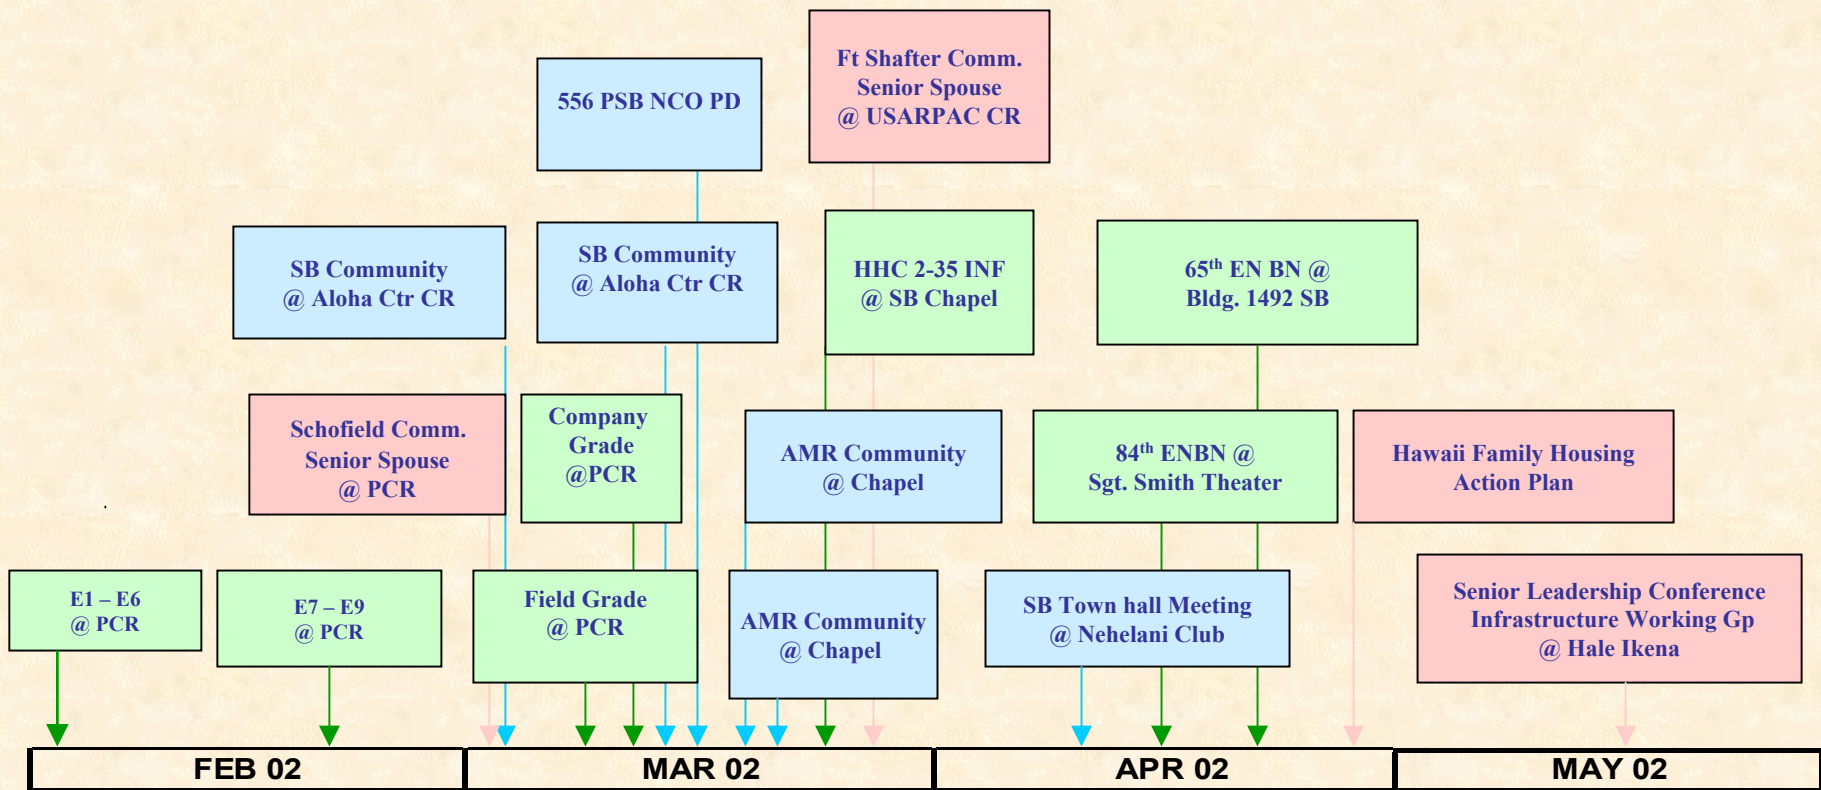 Ft Shafter Comm.
Senior Spouse
@ USARPAC CR
556 PSB NCO PD
SB Community
@ Aloha Ctr CR
SB Community
@ Aloha Ctr CR
HHC 2-35 INF
@ SB Chapel
65th EN BN @
Bldg. 1492 SB
Schofield Comm.
Senior Spouse
@ PCR
Company
Grade
@PCR
AMR Community
@ Chapel
84th ENBN @
Sgt. Smith Theater
Hawaii Family Housing
Action Plan
E1 – E6
@ PCR
E7 – E9
@ PCR
Field Grade
@ PCR
AMR Community
@ Chapel
SB Town hall Meeting
@ Nehelani Club
Senior Leadership Conference
Infrastructure Working Gp
@ Hale Ikena
FEB 02
MAR 02
APR 02
MAY 02